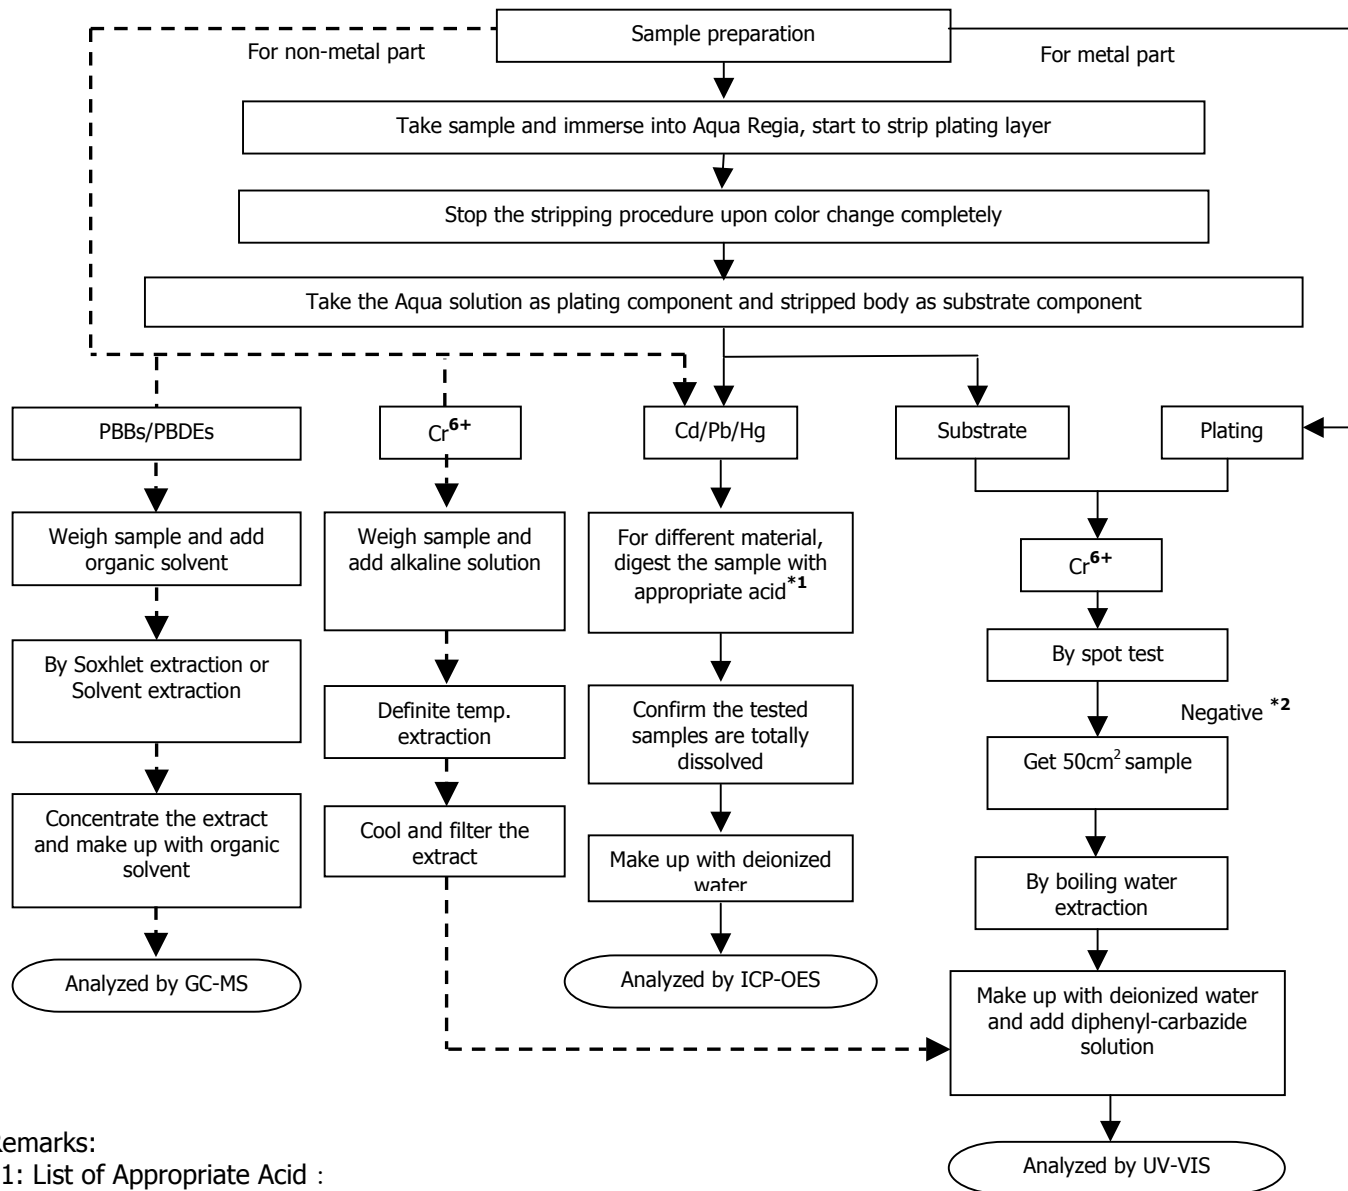 Sample preparation
For non-metal part
For metal part
Take sample and immerse into Aqua Regia, start to strip plating layer
Stop the stripping procedure upon color change completely
Take the Aqua solution as plating component and stripped body as substrate component
PBBs/PBDEs
Cr6+
Cd/Pb/Hg
Substrate
Plating
Weigh sample and add
organic solvent
Weigh sample and
add alkaline solution
For different material,
digest the sample with
appropriate acid*1
Cr6+
By spot test
By Soxhlet extraction or
Solvent extraction
Definite temp.
extraction
Confirm the tested
samples are totally
dissolved
Negative *2
Get 50cm2 sample
Concentrate the extract
and make up with organic
solvent
Cool and filter the
extract
Make up with deionized
water
By boiling water
extraction
Analyzed by GC-MS
Analyzed by ICP-OES
Make up with deionized water
and add diphenyl-carbazide
solution
Analyzed by UV-VIS
emarks:
1: List of Appropriate Acid :